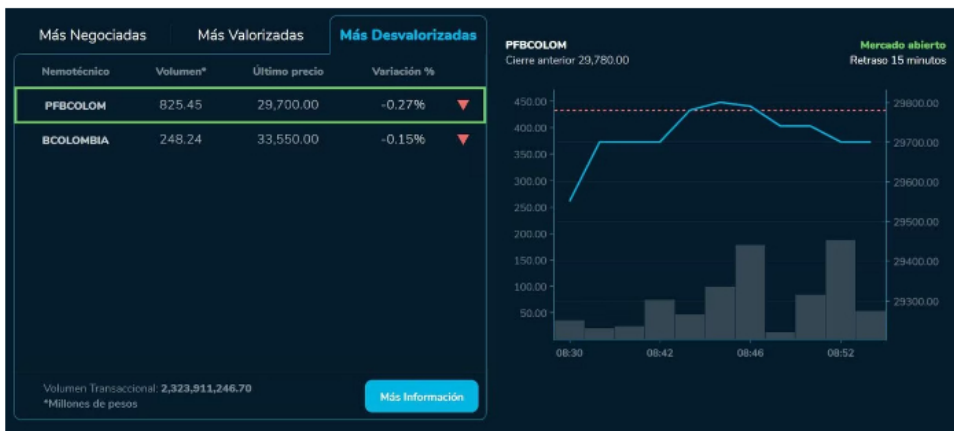 Más Negociadas
Más Valorizadas
Más Desvalorizadas
Nemotécnico Volumen* Último precio Variación %
PFBCOLOM 825.45 29,700.00 -0.27%
BCOLOMBIA 248.24 33,550.00 -0.15%
Volumen Transaccional: 2,323,911,246.70
*Millones de pesos
Más Información
PFBCOLOM
Cierre anterior 29,780.00
Mercado abierto
Retraso 15 minutos
450.00
400.00
350.00
300.00
250.00
200.00
150.00
100.00
50.00
29800.00
29700.00
29600.00
29500.00
29400.00
29300.00
08:30 08:42 08:46 08:52